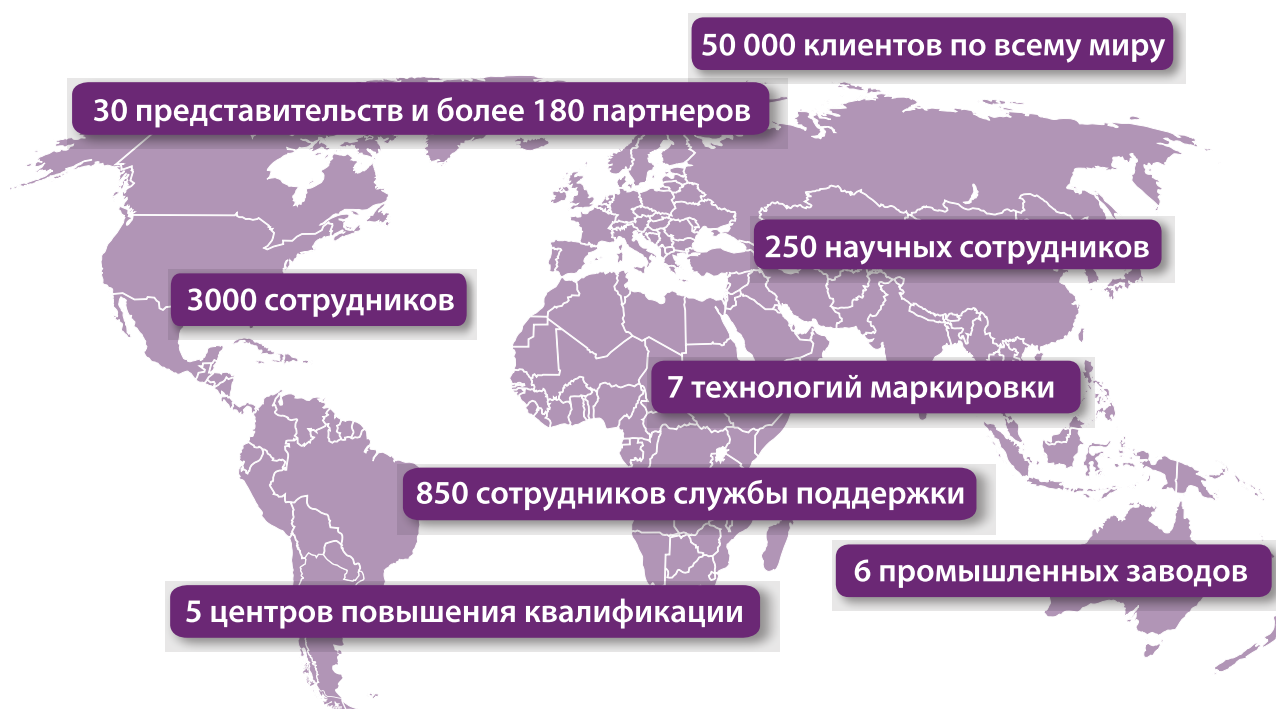 50 000 клиентов по всему миру
30 представительств и более 180 партнеров
250 научных сотрудников
3000 сотрудников
7 технологий маркировки
850 сотрудников службы поддержки
6 промышленных заводов
5 центров повышения квалификации